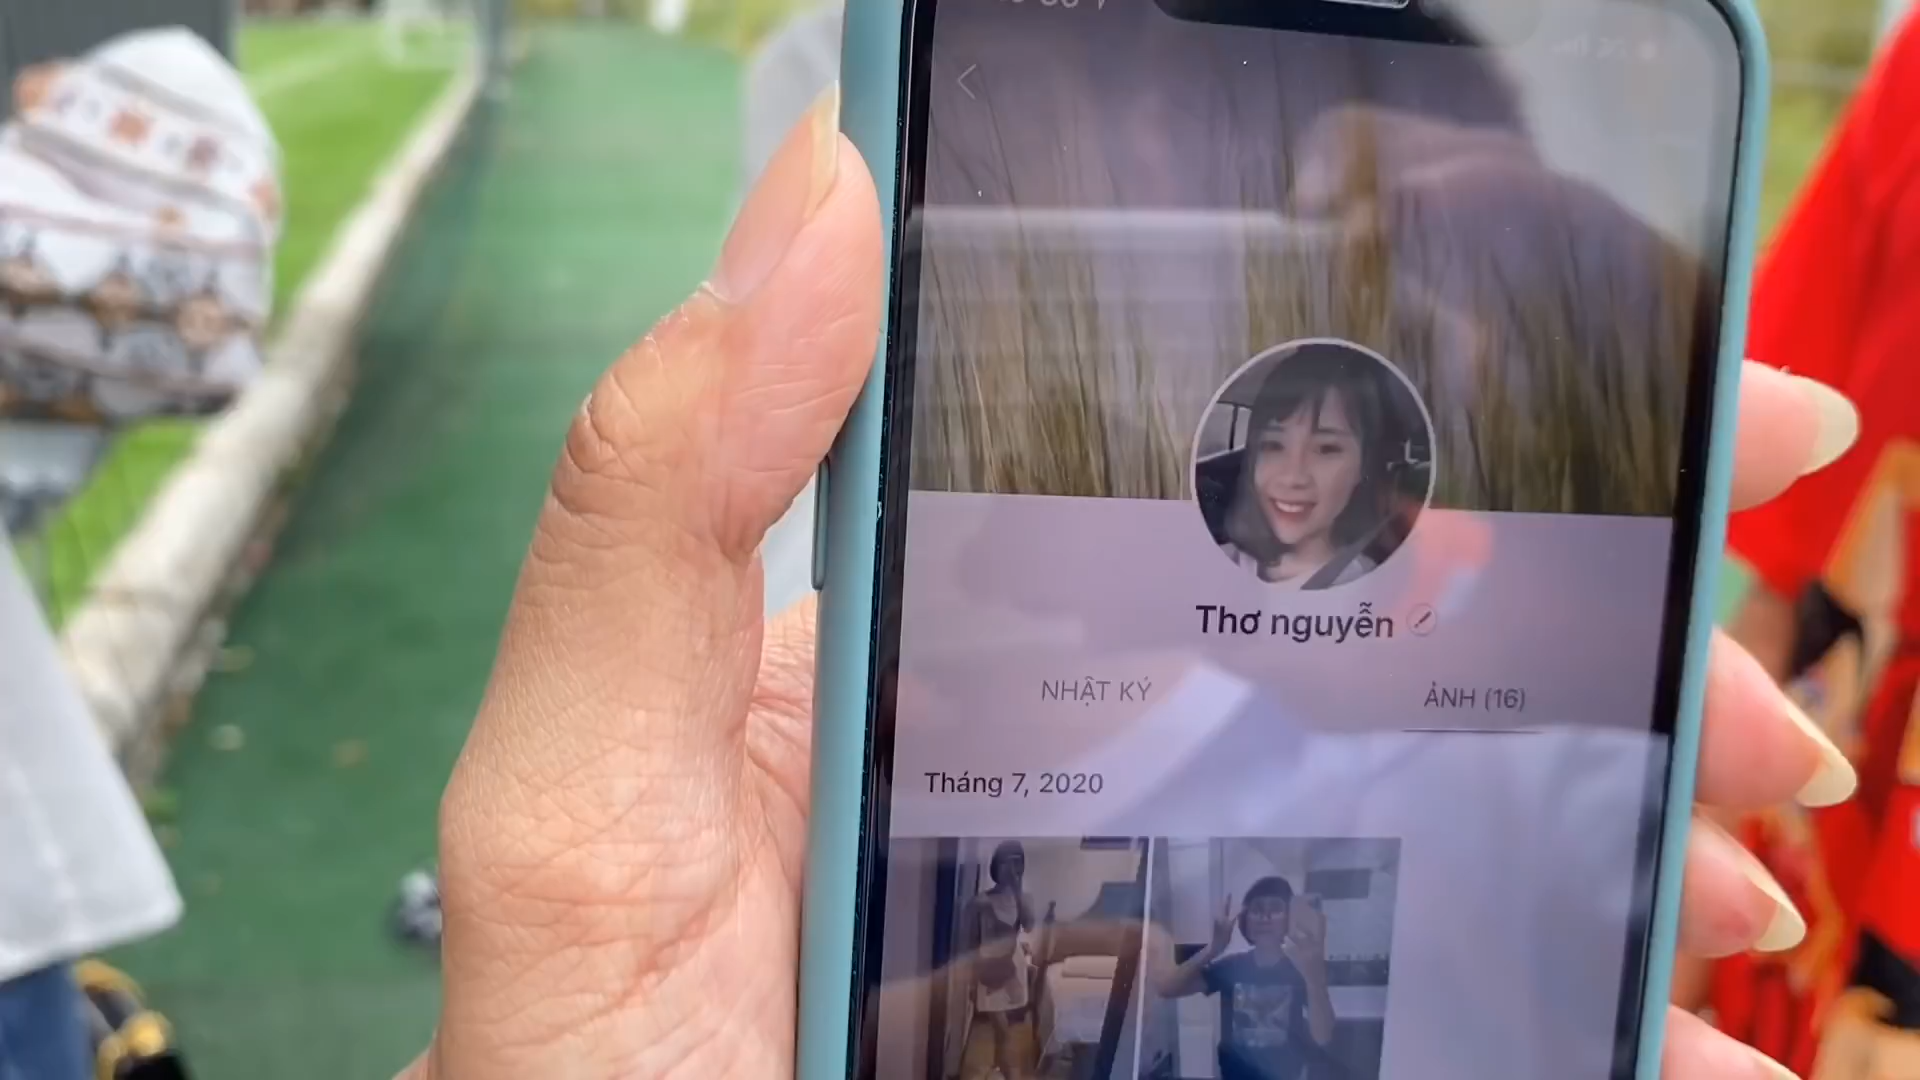 Thơ nguyễn
NHẬT KÝ
ẢNH (16)
Tháng 7, 2020